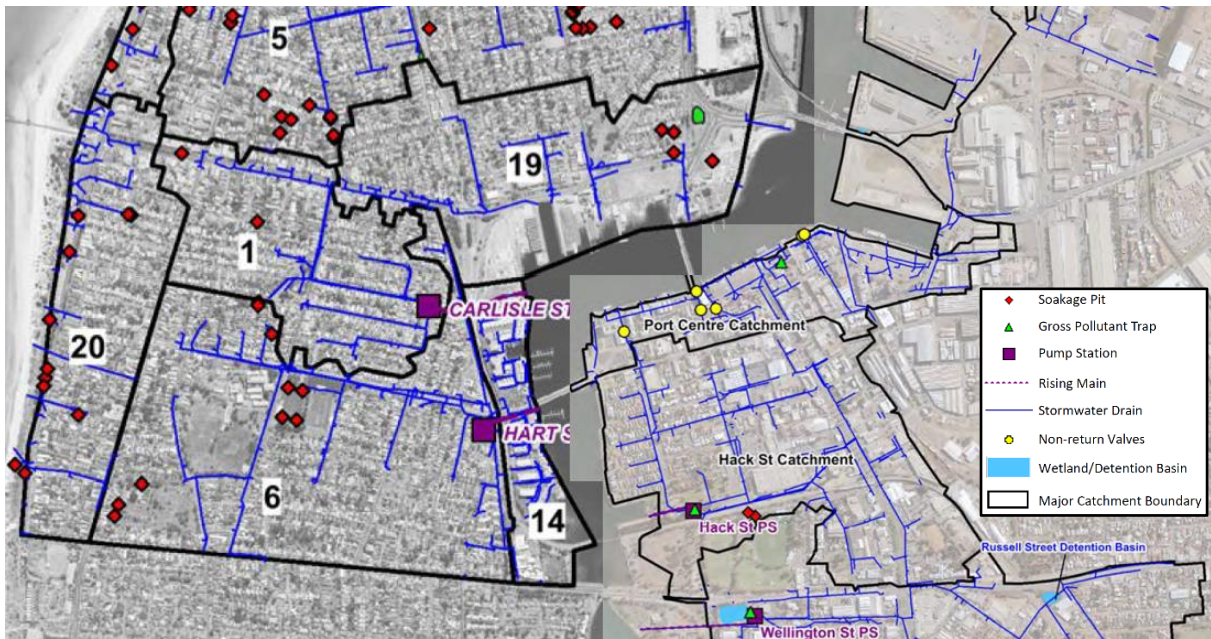 5
19
1
CARLISLE ST
20
Port Centre Catchment
HART S
Hack St Catchment
6
14
Hack St PS
Russell Street Detention Basin
Wellington St PS
Soakage Pit
Gross Pollutant Trap
Pump Station
Rising Main
Stormwater Drain
Non-return Valves
Wetland/Detention Basin
Major Catchment Boundary